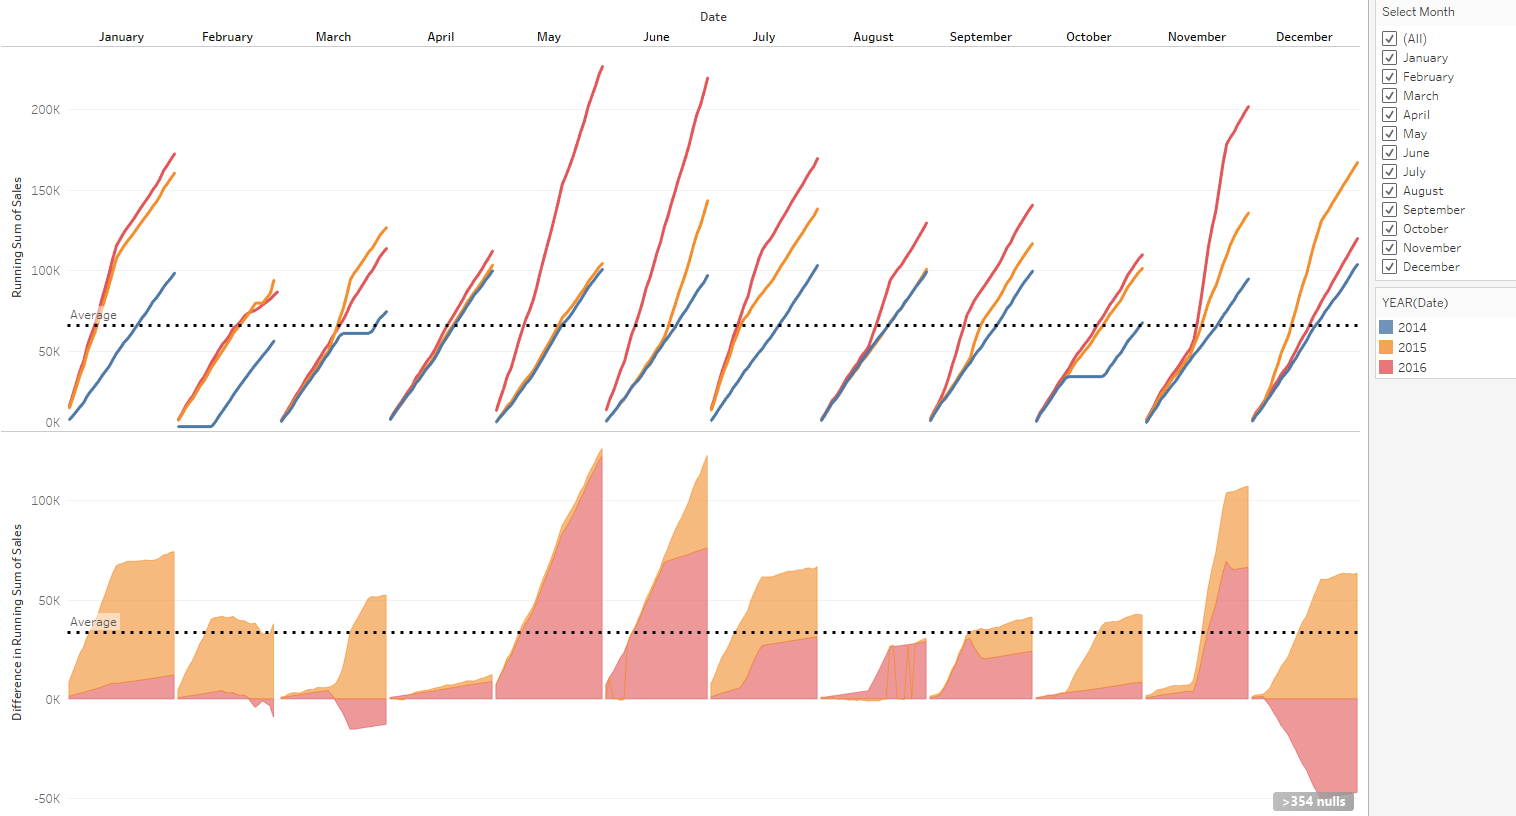 Date
January February March April May June July August September October November December
Running Sum of Sales
200K
150K
100K
Average
50K
0K
Difference in Running Sum of Sales
100K
50K
Average
0K
-50K
>354 nulls
Select Month
(All)
January
February
March
April
May
June
July
August
September
October
November
December
YEAR(Date)
2014
2015
2016